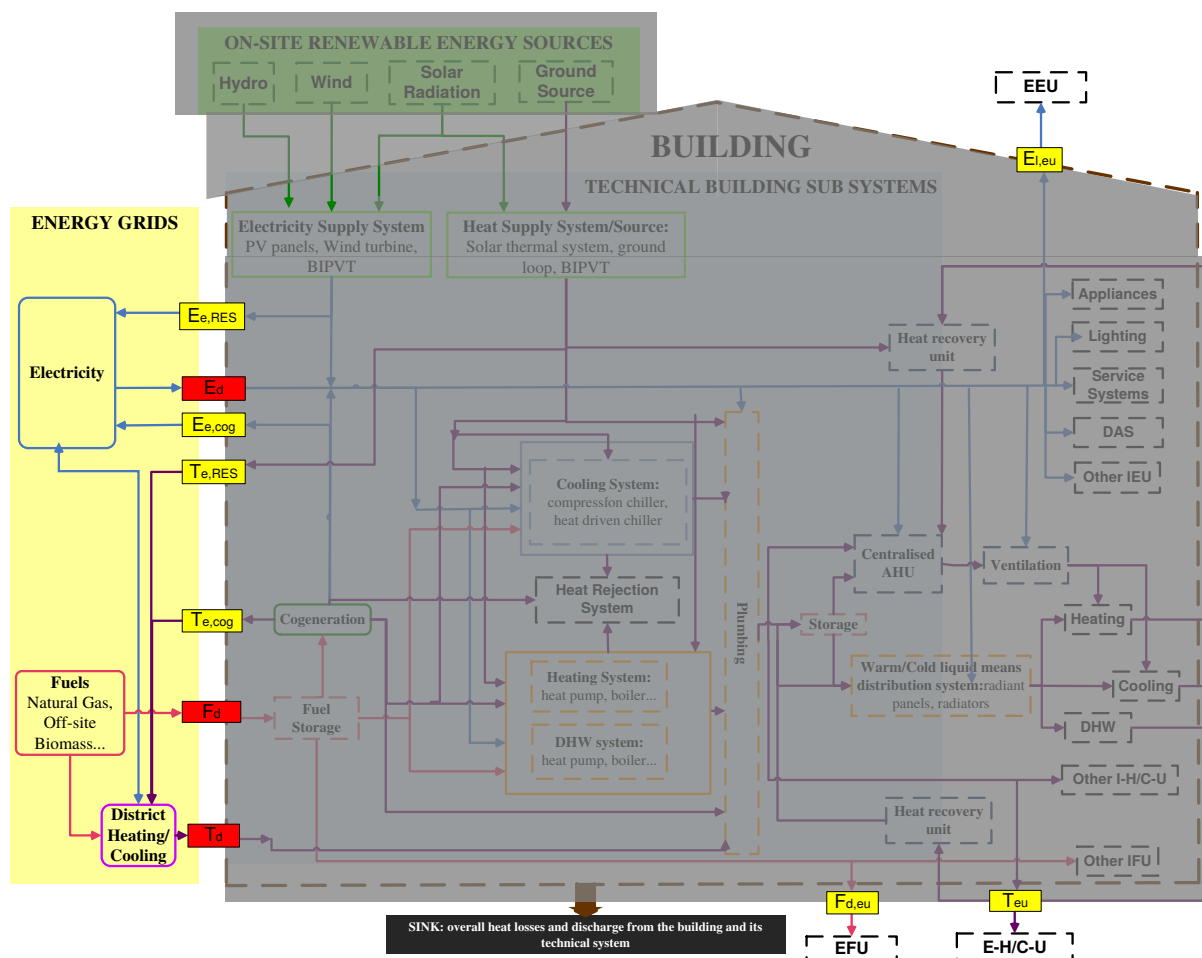 ON-SITE RENEWABLE ENERGY SOURCES
Hydro
Wind
Solar
Radiation
Ground
Source
EEU
BUILDING
El,eu
TECHNICAL BUILDING SUB SYSTEMS
ENERGY GRIDS
Electricity Supply System
PV panels, Wind turbine,
BIPVT
Heat Supply System/Source:
Solar thermal system, ground
loop, BIPVT
Ee,RES
Electricity
Ed
Ee,cog
Te,RES
Heat recovery
unit
Appliances
Lighting
Service
Systems
DAS
Other IEU
Cooling System:
compression chiller,
heat driven chiller
Heat Rejection
System
Plumbing
Centralised
AHU
Ventilation
Te,cog
Cogeneration
Storage
Heating
Fuels
Natural Gas,
Off-site
Biomass...
Fd
Fuel
Storage
Heating System:
heat pump, boiler...
DHW system:
heat pump, boiler...
Warm/Cold liquid means
distribution system:radiant
panels, radiators
Cooling
DHW
Other I-H/C-U
District
Heating/
Cooling
Td
Heat recovery
unit
Other IFU
Fd,eu
Teu
SINK: overall heat losses and discharge from the building and its
technical system
EFU
E-H/C-U